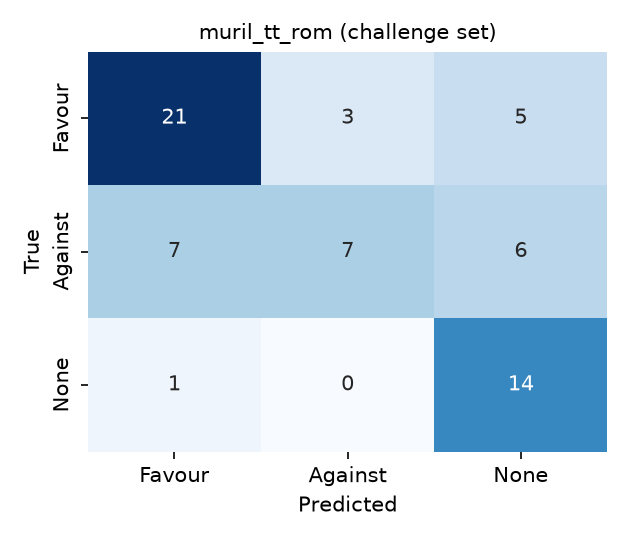 muril_tt_rom (challenge set)
True
Favour
21 3 5
Against
7 7 6
None
1 0 14
Favour Against None
Predicted